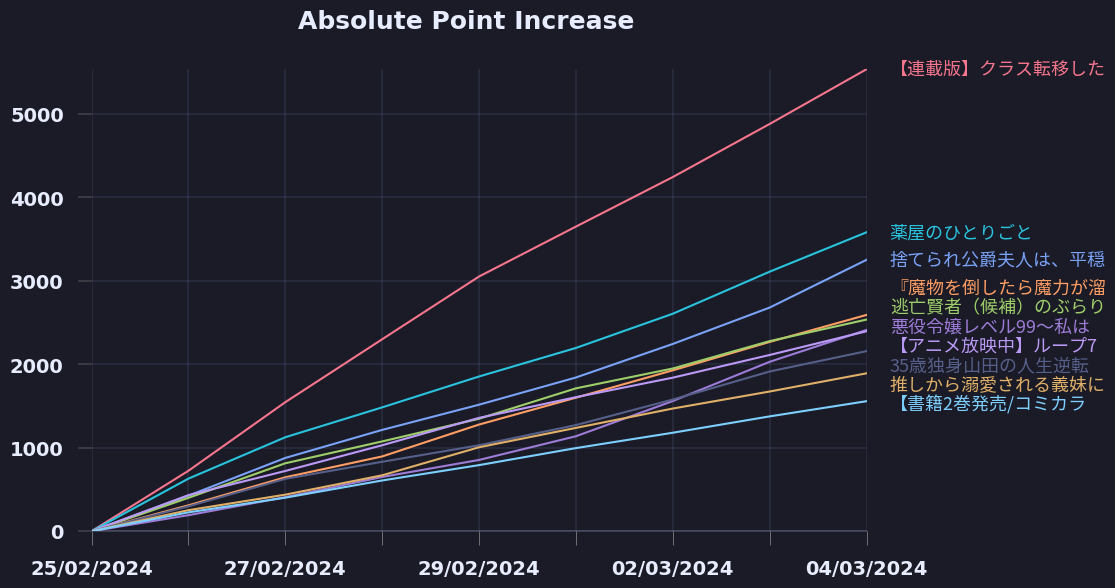 Absolute Point Increase
【連載版】クラス転移した
5000
4000
薬屋のひとりごと
捨てられ公爵夫人は、平穏
3000
『魔物を倒したら魔力が溜
逃亡賢者（候補）のぶらり
悪役令嬢レベル99～私は
【アニメ放映中】ループ7
2000
35歳独身山田の人生逆転
推しから溺愛される義妹に
【書籍2巻発売/コミカラ
1000
0
25/02/2024
27/02/2024
29/02/2024
02/03/2024
04/03/2024